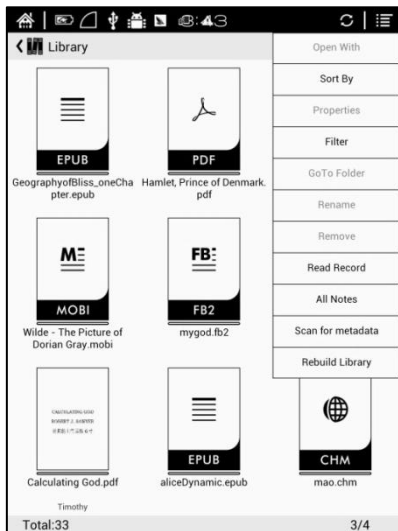 8:43
Library
Open With
Sort By
Properties
Filter
GoTo Folder
Rename
Remove
Read Record
All Notes
Scan for metadata
Rebuild Library
EPUB
GeographyofBliss_oneCha
pter.epub
PDF
Hamlet, Prince of Denmark.
pdf
M
MOBI
Wilde - The Picture of
Dorian Gray.mobi
FB
FB2
mygod.fb2
CALCULATING GOD
ROBERT J. SAWYER
Calculating God.pdf
Timothy
EPUB
aliceDynamic.epub
CHM
mao.chm
Total:33
3/4